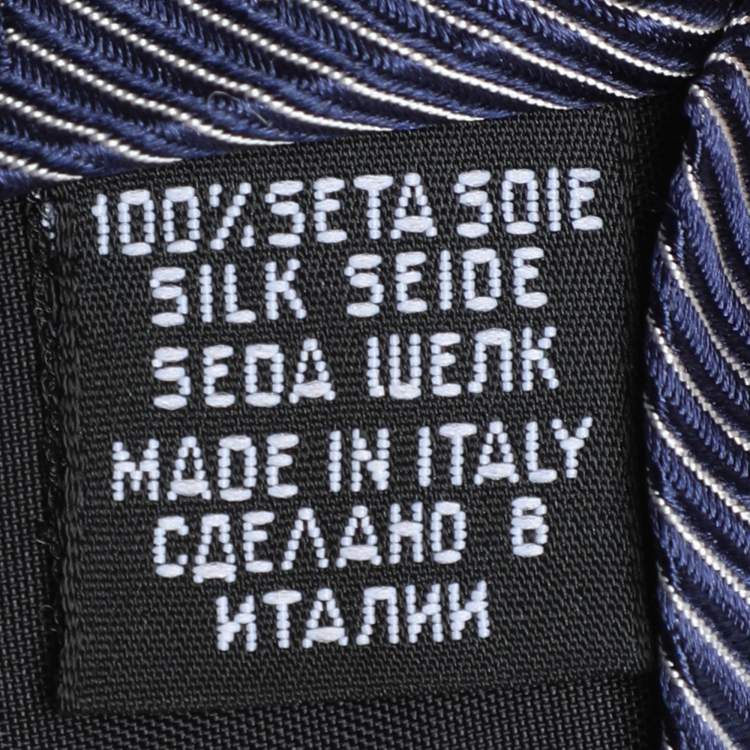 100% SETA SOIE
SILK SEIDE
SEDA ШЕЛК
MADE IN ITALY
СДЕЛАНО В
ИТАЛИИ